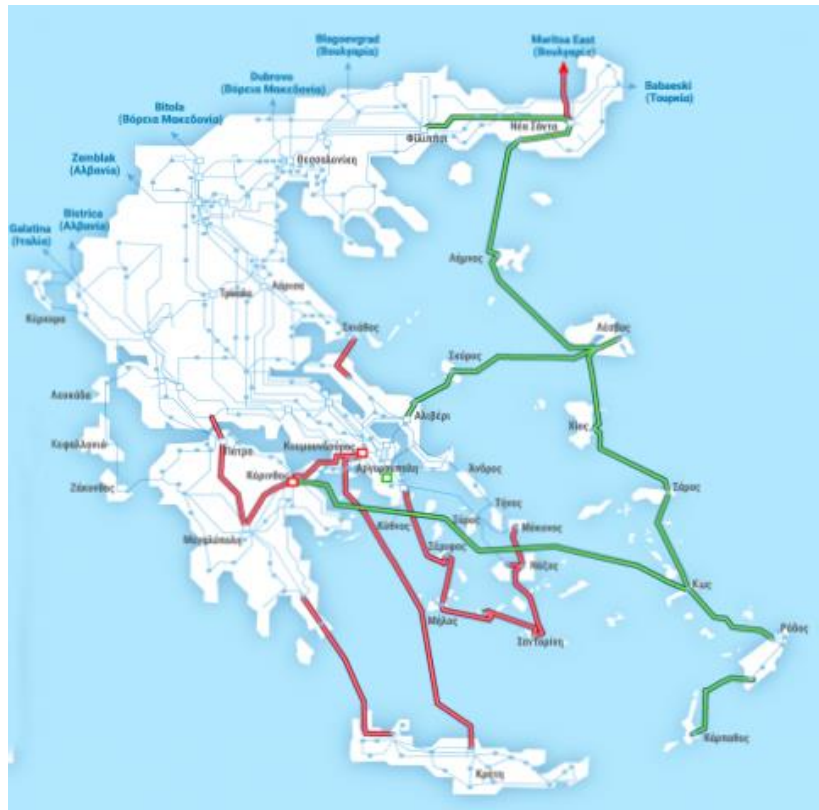 Blagoevgrad
(Βουλγαρία)
Maritsa East
(Βουλγαρία)
Dubrovo
(Βόρεια Μακεδονία)
Babaeski
(Τουρκία)
Bitola
(Βόρεια Μακεδονία)
Φίλιπποι
Νέα Σάντα
Zemblak
(Αλβανία)
Θεσσαλονίκη
Bistrica
(Αλβανία)
Galatina
(Ιταλία)
Λήμνος
Λάρισα
Τρίκαλα
Κέρκυρα
Σκιάθος
Λέσβος
Σκύρος
Λευκάδα
Αλιβέρι
Χίος
Κεφαλλονιά
Πάτρα
Κουμουνδούρος
Αργυρούπολη
Άνδρος
Κόρινθος
Ζάκυνθος
Σάμος
Τήνος
Σύρος
Κύθνος
Μύκονος
Μεγαλόπολη
Σέριφος
Νάξος
Κως
Μήλος
Σαντορίνη
Ρόδος
Κάρπαθος
Κρήτη